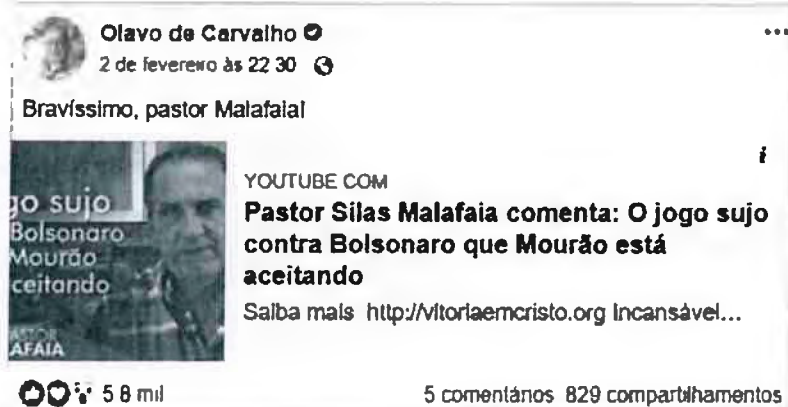 Olavo de Carvalho
2 de fevereiro às 22 30
Bravíssimo, pastor Malafaia!
go sujo
Bolsonaro
Mourão
ceitando
PASTOR
AFAIA
YOUTUBE COM
Pastor Silas Malafaia comenta: O jogo sujo
contra Bolsonaro que Mourão está
aceitando
Saiba mais http://vitoriaemcristo.org Incansável...
5 8 mil
5 comentários 829 compartilhamentos